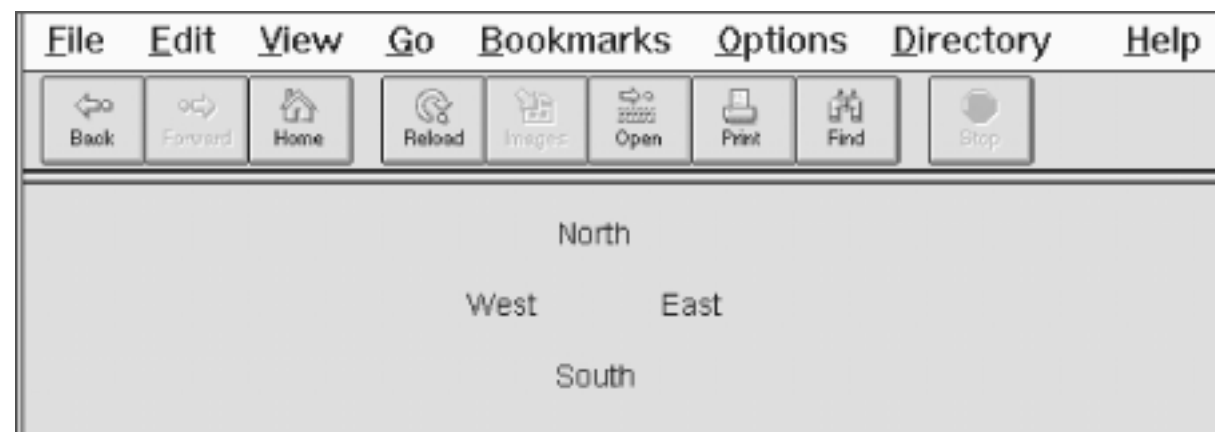 File Edit View Go Bookmarks Options Directory Help
Back Forward Home Reload Images Open Print Find Stop
North
West East
South